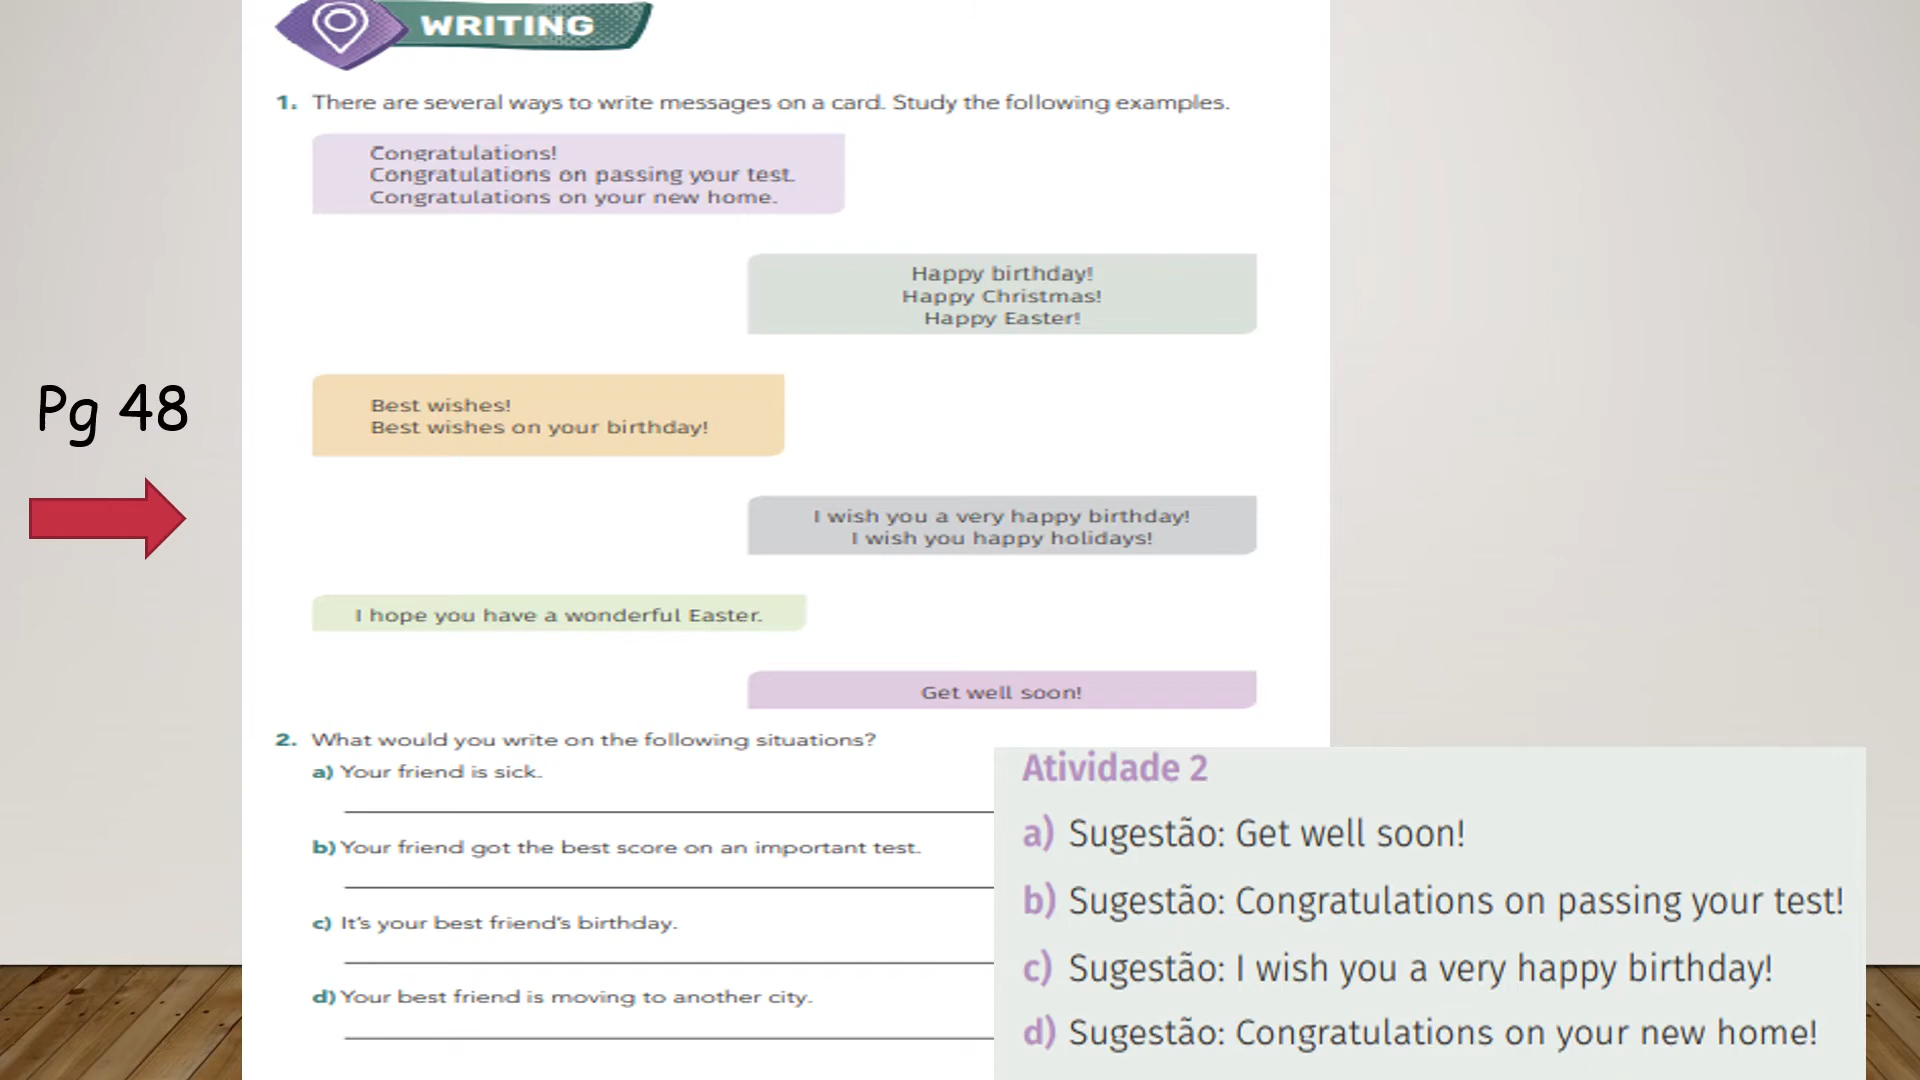 WRITING
1. There are several ways to write messages on a card. Study the following examples.
Congratulations!
Congratulations on passing your test.
Congratulations on your new home.
Happy birthday!
Happy Christmas!
Happy Easter!
Best wishes!
Best wishes on your birthday!
I wish you a very happy birthday!
I wish you happy holidays!
I hope you have a wonderful Easter.
Get well soon!
Pg 48
2. What would you write on the following situations?
a) Your friend is sick.
b) Your friend got the best score on an important test.
c) It's your best friend's birthday.
d) Your best friend is moving to another city.
Atividade 2
a) Sugestão: Get well soon!
b) Sugestão: Congratulations on passing your test!
c) Sugestão: I wish you a very happy birthday!
d) Sugestão: Congratulations on your new home!